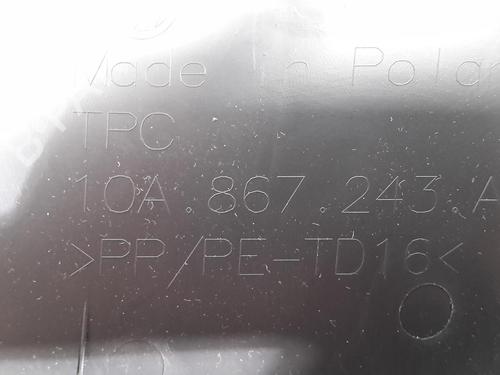 Made in Polan
TPC
10A.867.243.A
>PP/PE-TD16<